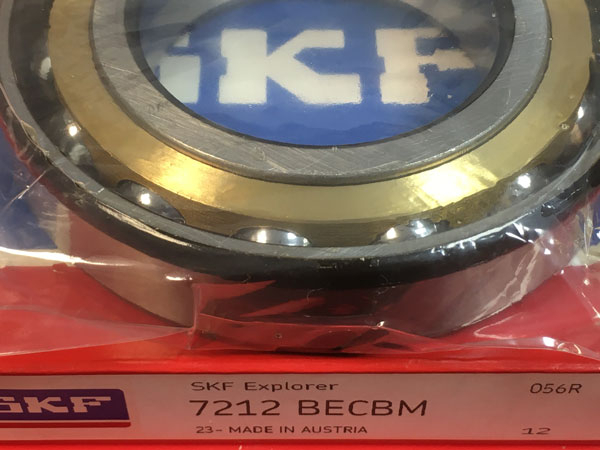 SKF
SKF
SKF Explorer
056R
7212 BECBM
23- MADE IN AUSTRIA
12